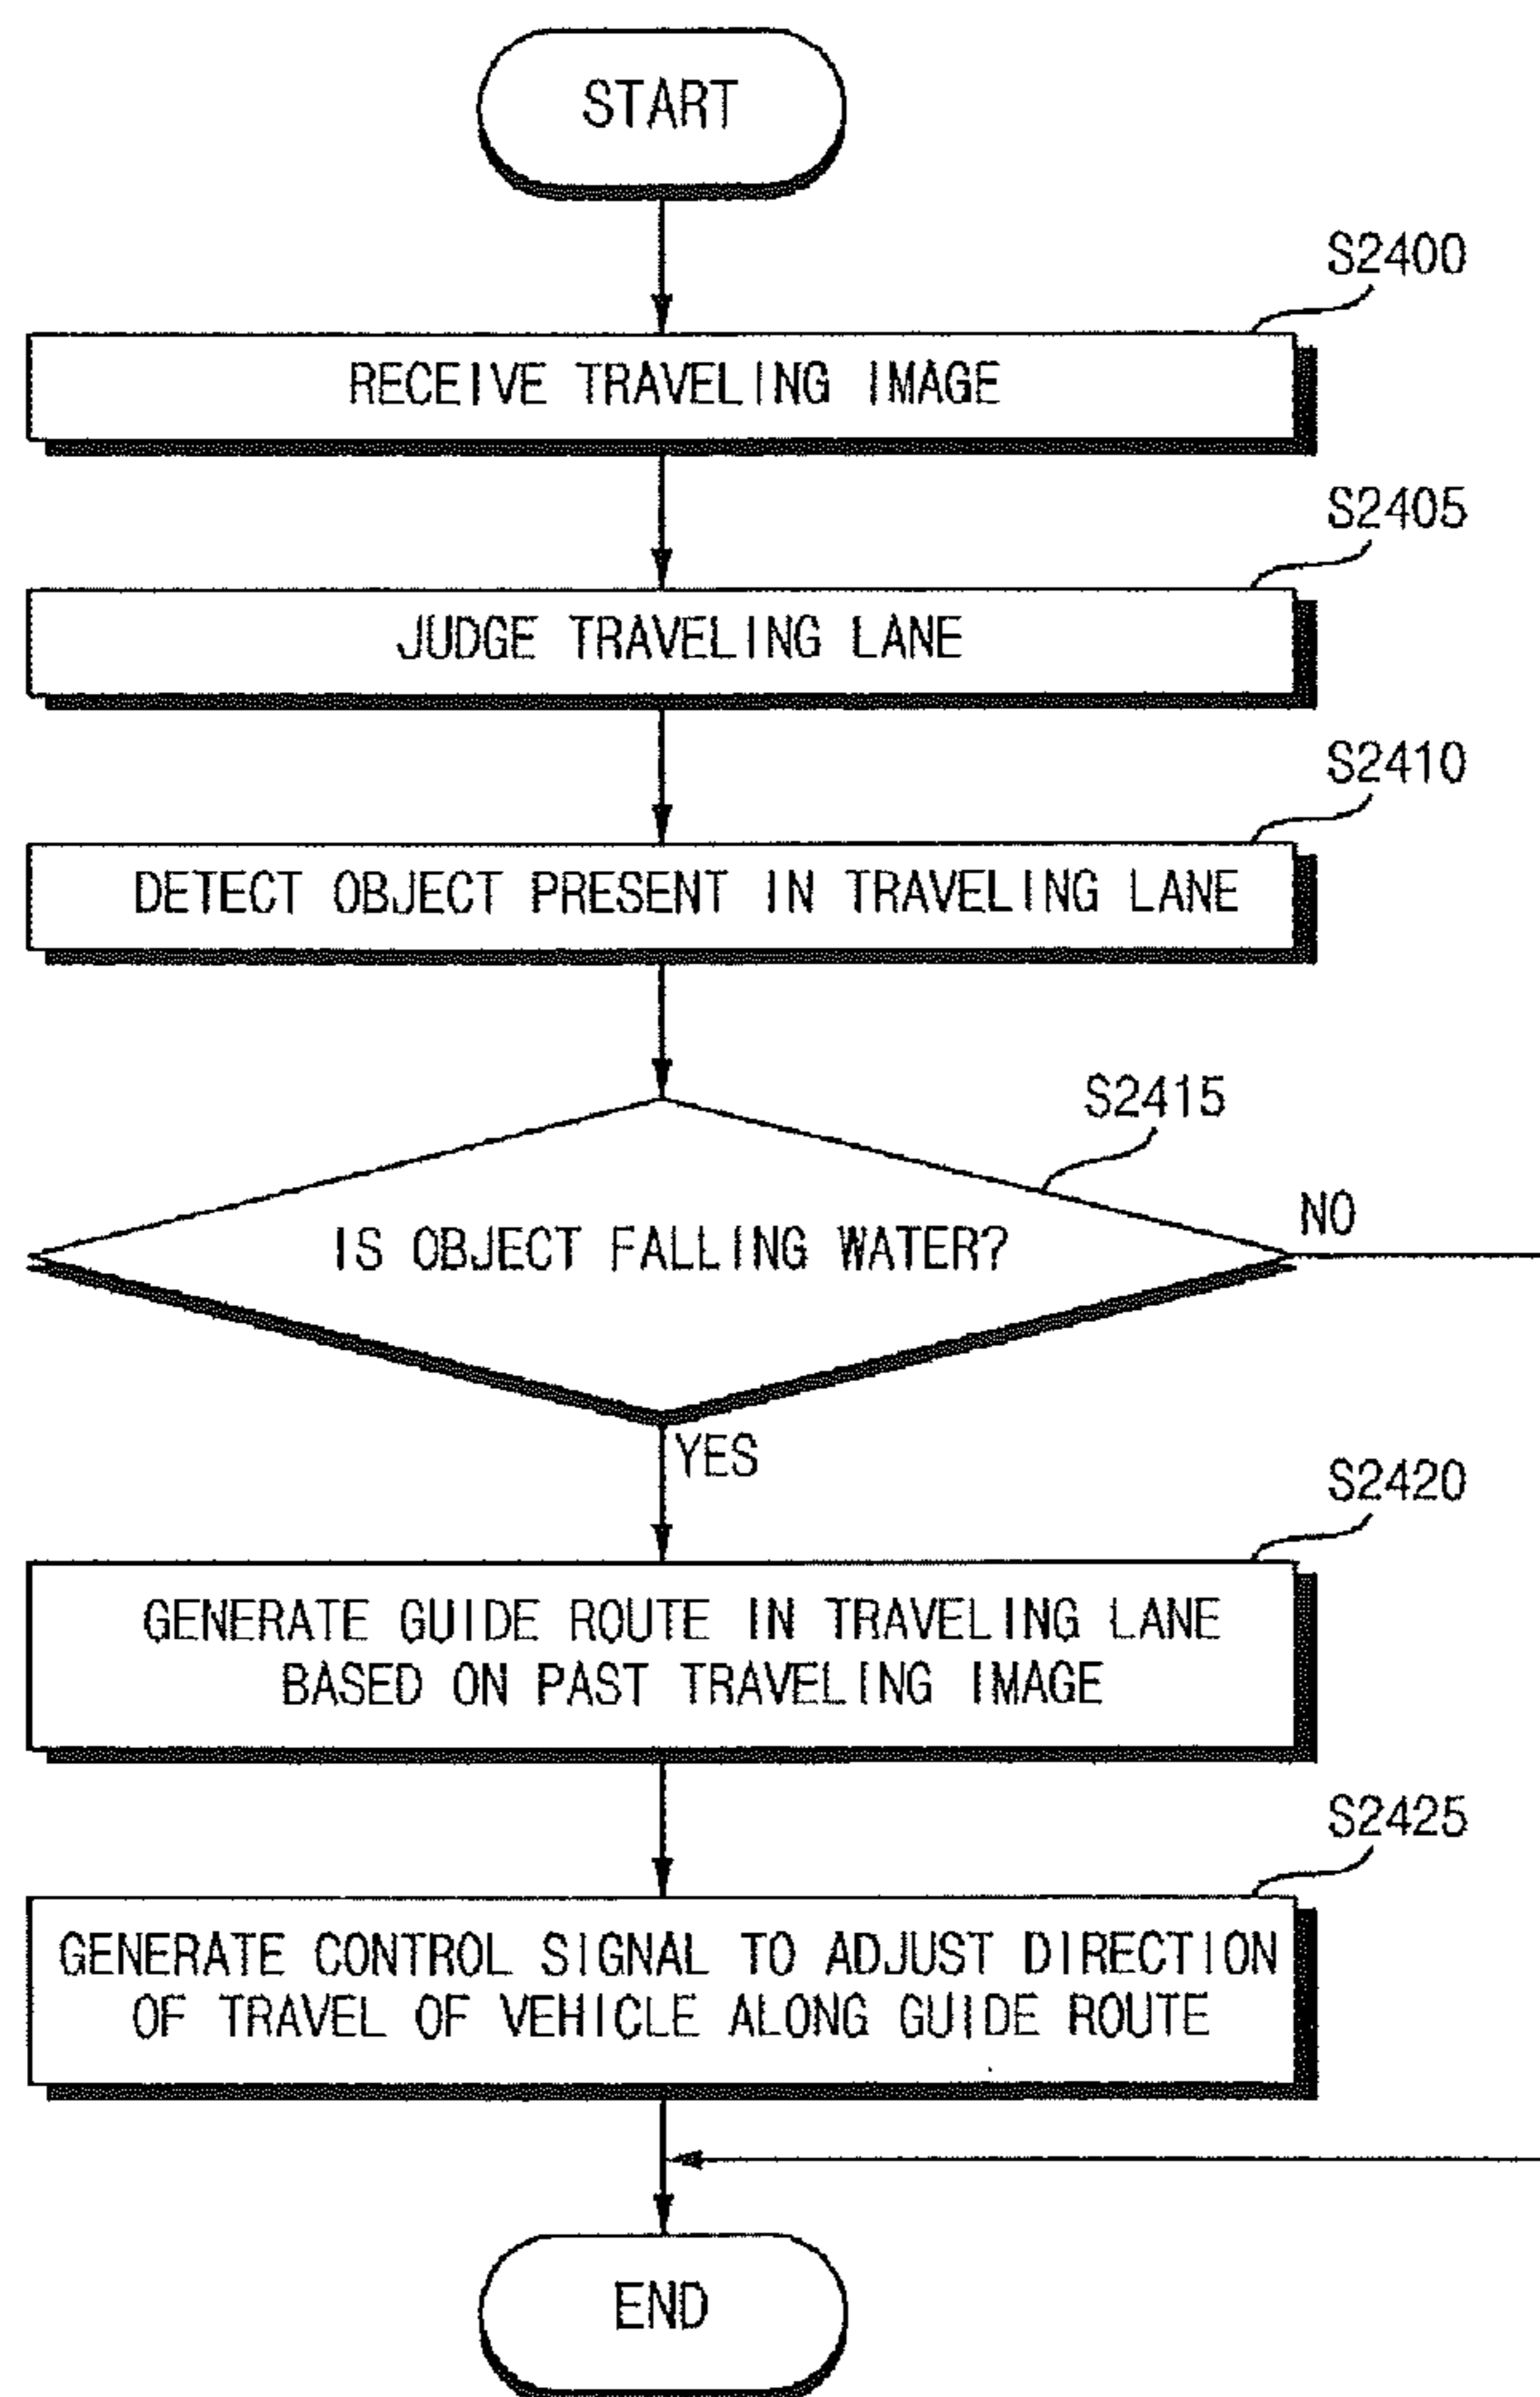 START
S2400
RECEIVE TRAVELING IMAGE
S2405
JUDGE TRAVELING LANE
S2410
DETECT OBJECT PRESENT IN TRAVELING LANE
S2415
IS OBJECT FALLING WATER?
NO
YES
S2420
GENERATE GUIDE ROUTE IN TRAVELING LANE
BASED ON PAST TRAVELING IMAGE
S2425
GENERATE CONTROL SIGNAL TO ADJUST DIRECTION
OF TRAVEL OF VEHICLE ALONG GUIDE ROUTE
END